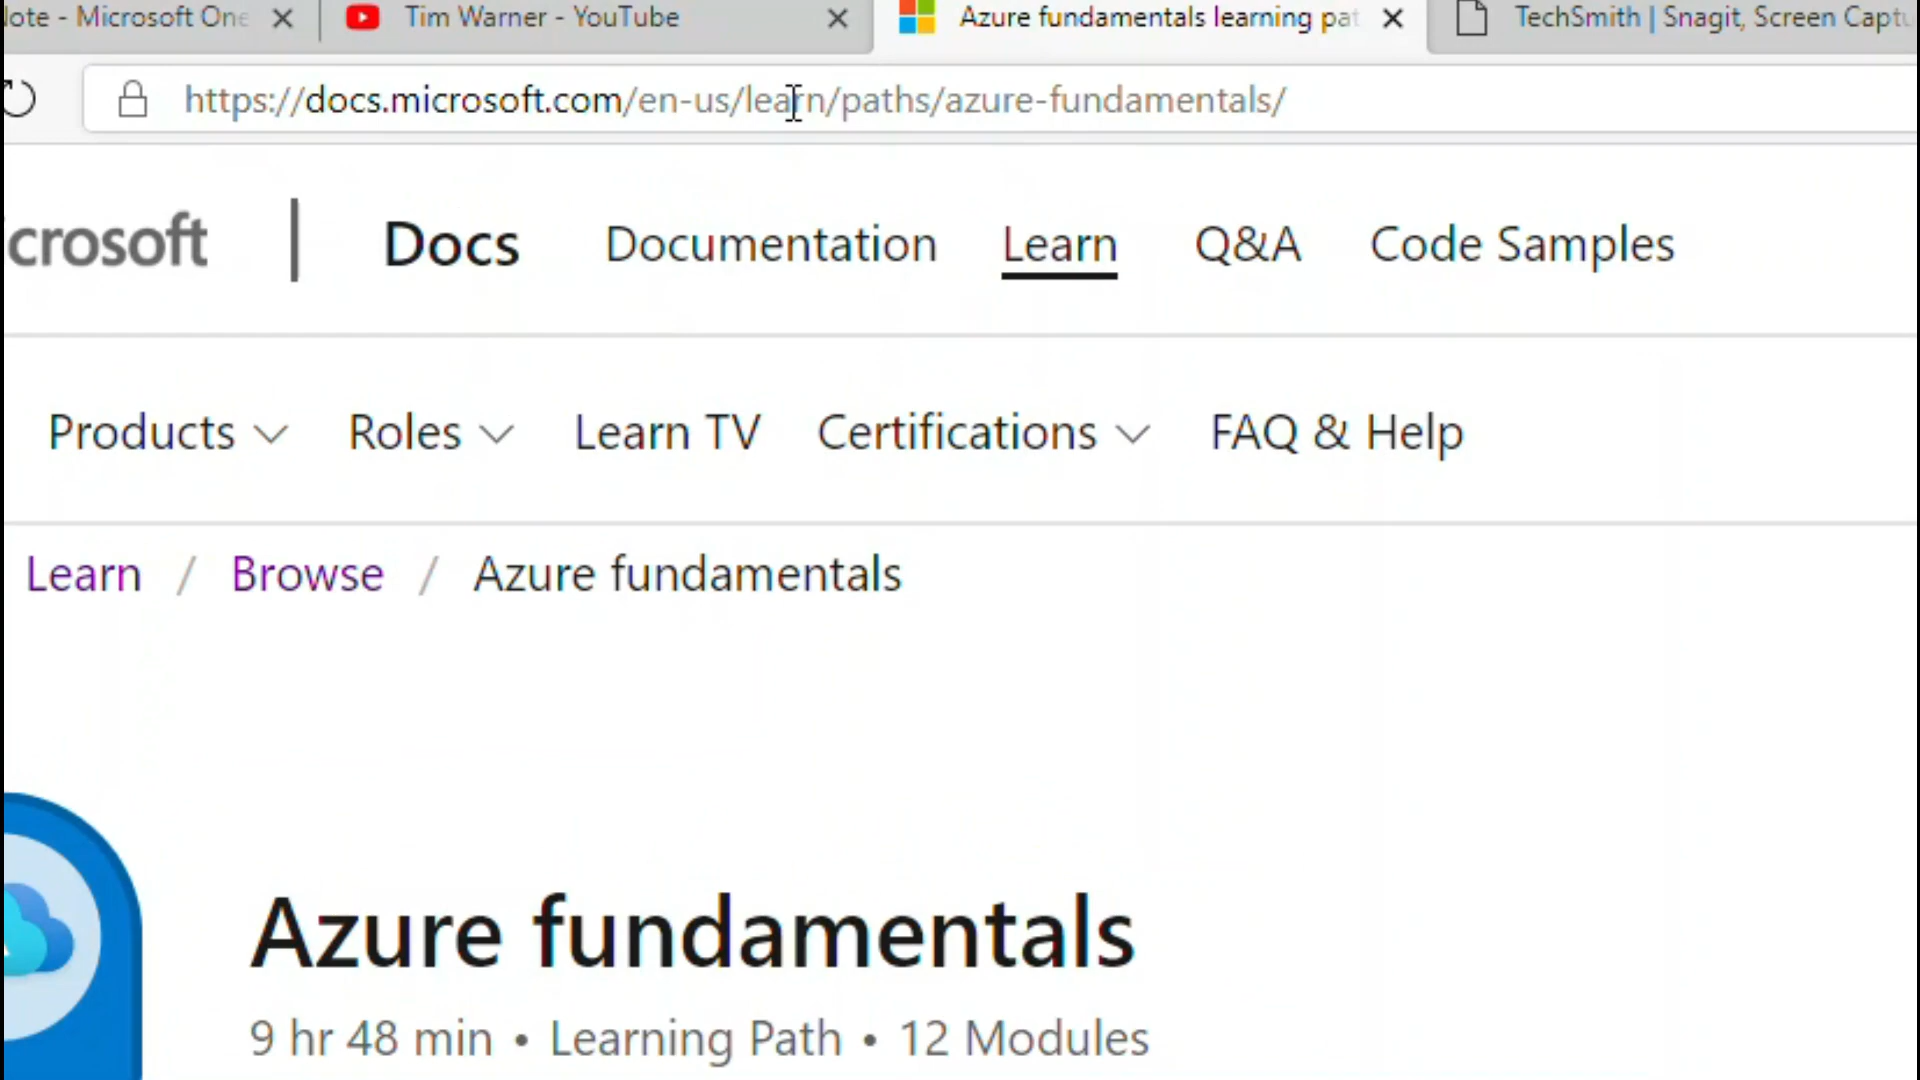 ote - Microsoft One
Tim Warner - YouTube
Azure fundamentals learning pat
TechSmith | Snagit, Screen Captu
https://docs.microsoft.com/en-us/learn/paths/azure-fundamentals/
crosoft | Docs Documentation Learn Q&A Code Samples
Products Roles Learn TV Certifications FAQ & Help
Learn / Browse / Azure fundamentals
Azure fundamentals
9 hr 48 min • Learning Path • 12 Modules